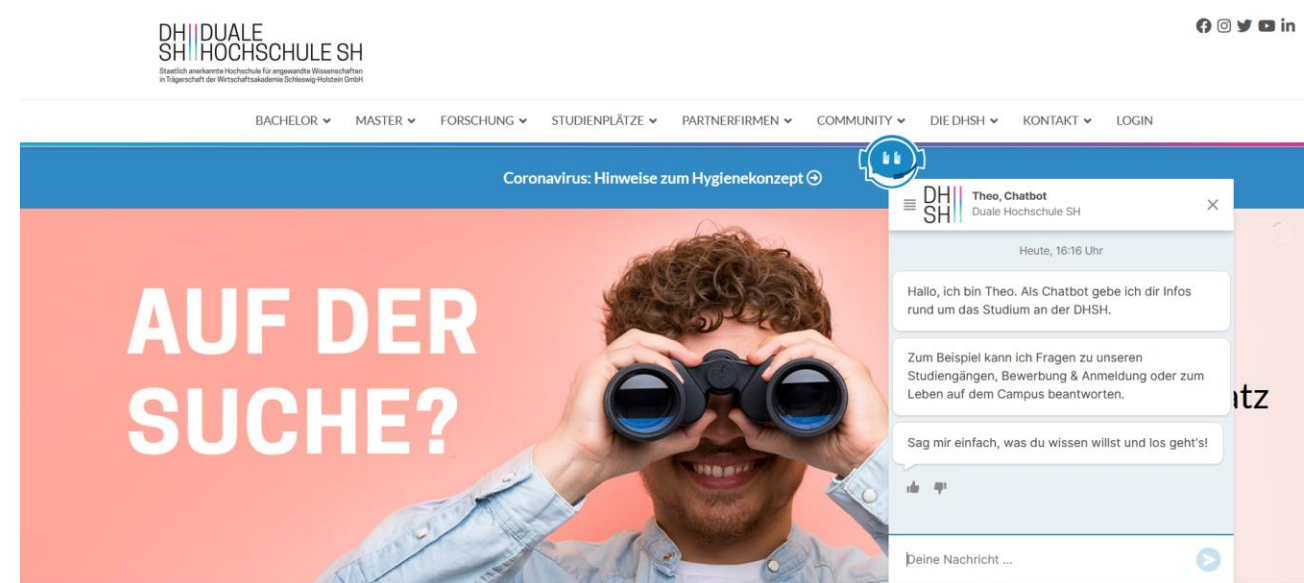 DH DUALE
SH HOCHSCHULE SH
Staatlich anerkannte Hochschule für angewandte Wissenschaften
in Trägerschaft der Wirtschaftsakademie Schleswig-Holstein GmbH
BACHELOR MASTER FORSCHUNG STUDIENPLÄTZE PARTNERFIRMEN COMMUNITY DIE DHSH KONTAKT LOGIN
Coronavirus: Hinweise zum Hygienekonzept
AUF DER
SUCHE?
DH
SH
Theo, Chatbot
Duale Hochschule SH
Heute, 16:16 Uhr
Hallo, ich bin Theo. Als Chatbot gebe ich dir Infos
rund um das Studium an der DHSH.
Zum Beispiel kann ich Fragen zu unseren
Studiengängen, Bewerbung & Anmeldung oder zum
Leben auf dem Campus beantworten.
Sag mir einfach, was du wissen willst und los geht's!
Deine Nachricht ...